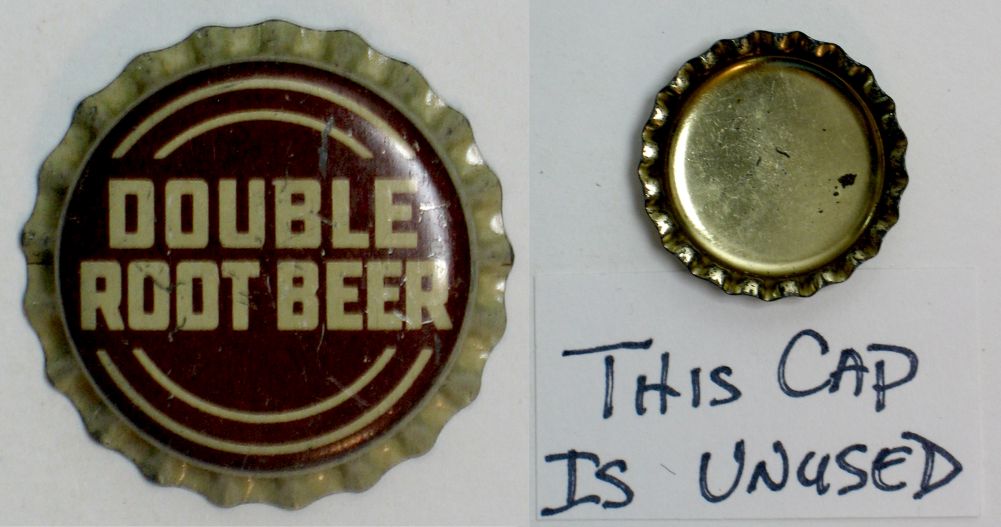 DOUBLE
ROOT BEER
THIS CAP
IS UNUSED